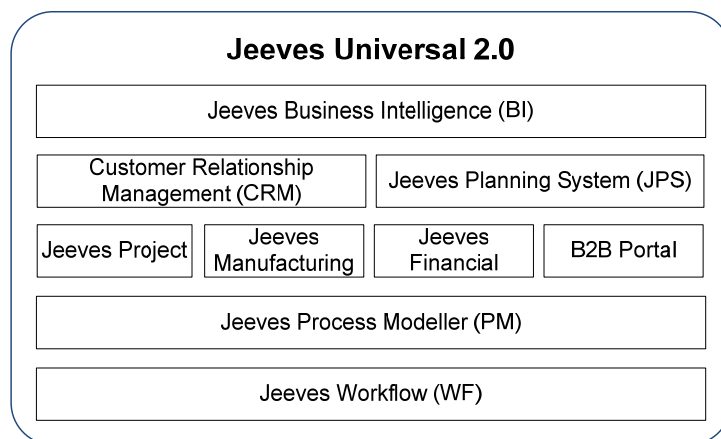 Jeeves Universal 2.0
Jeeves Business Intelligence (BI)
Customer Relationship
Management (CRM)
Jeeves Planning System (JPS)
Jeeves Project
Jeeves
Manufacturing
Jeeves
Financial
B2B Portal
Jeeves Process Modeller (PM)
Jeeves Workflow (WF)